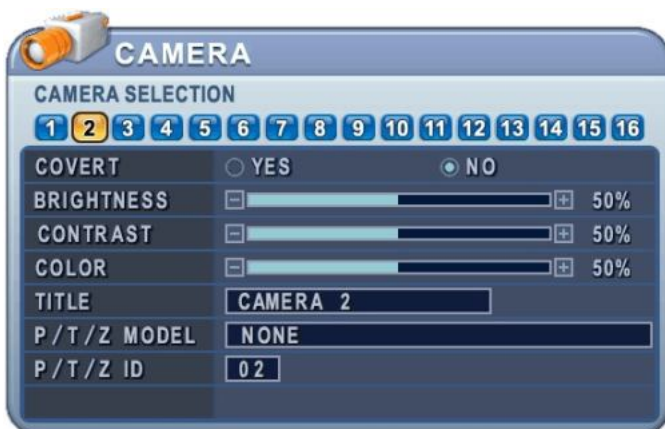 CAMERA
CAMERA SELECTION
1 2 3 4 5 6 7 8 9 10 11 12 13 14 15 16
COVERT YES NO
BRIGHTNESS 50%
CONTRAST 50%
COLOR 50%
TITLE CAMERA 2
P/T/Z MODEL NONE
P/T/Z ID 02